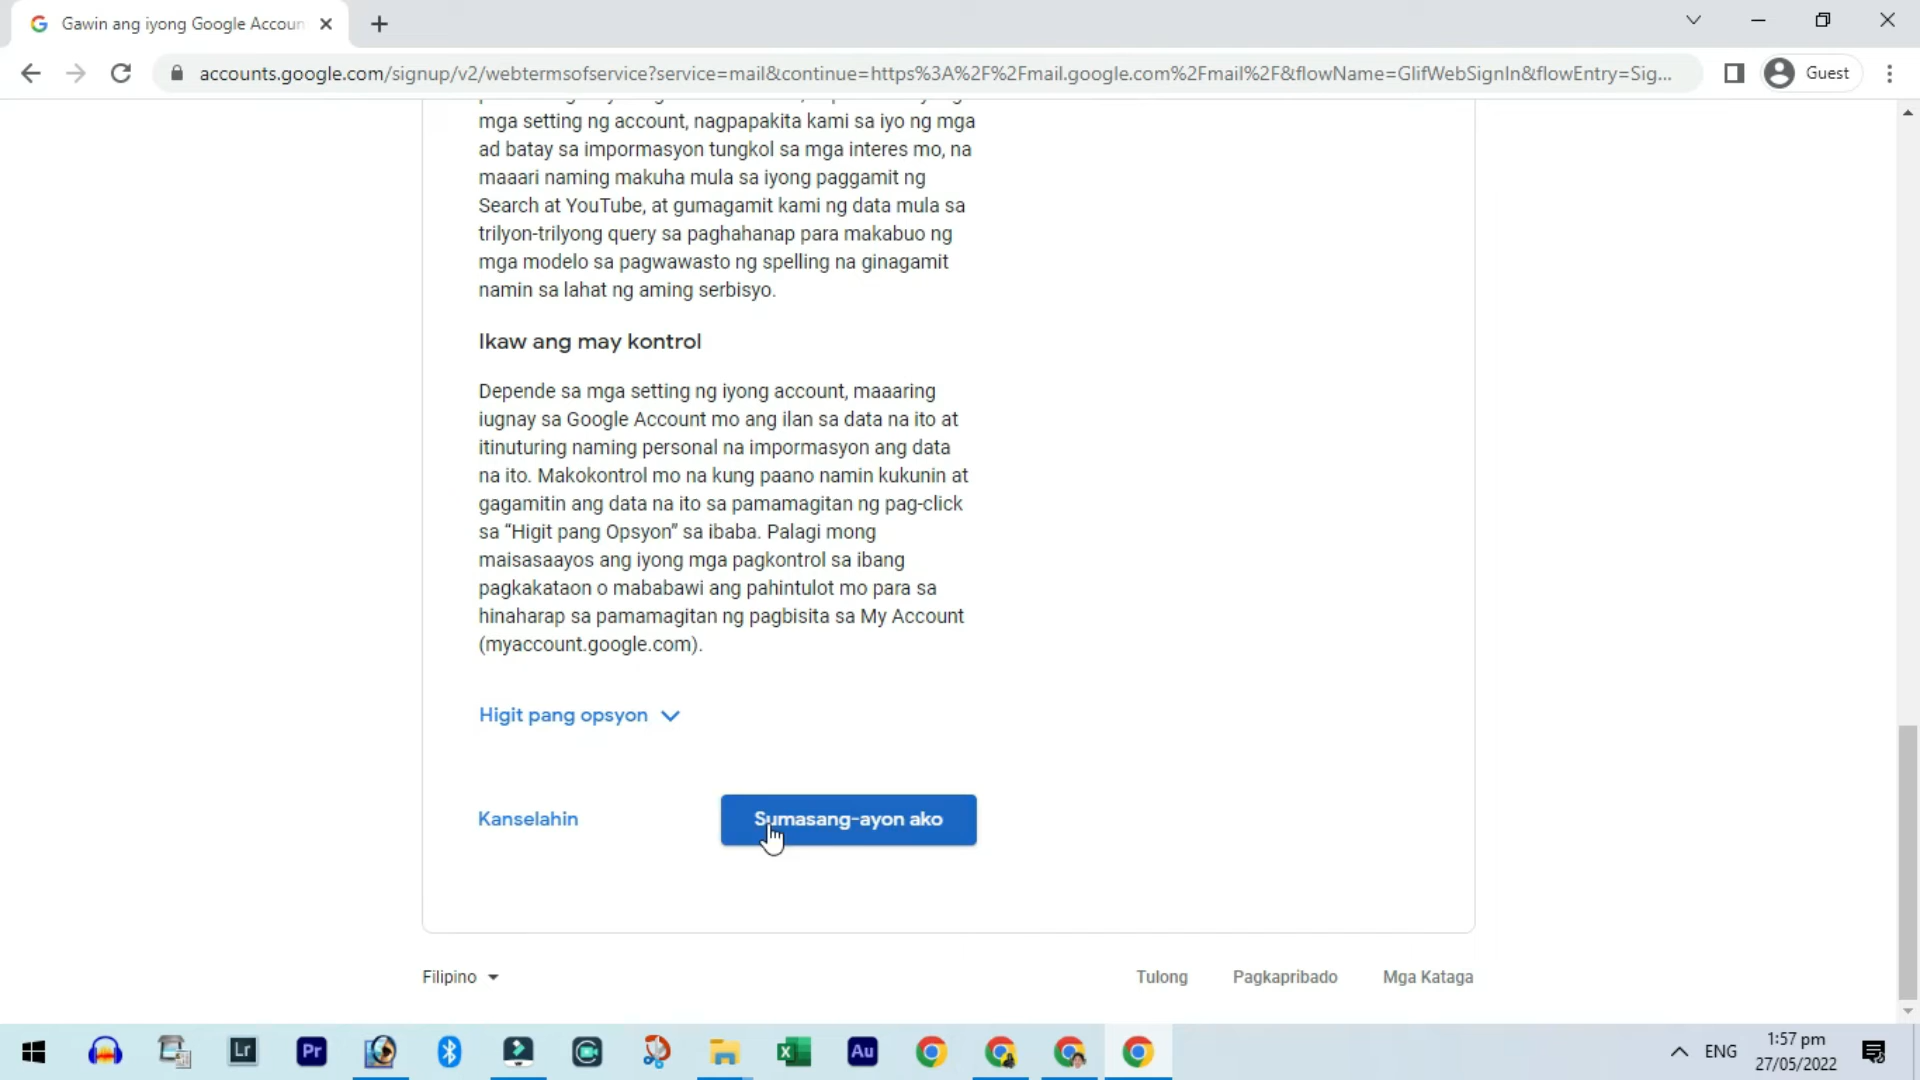 Gawin ang iyong Google Accoun
accounts.google.com/signup/v2/webtermsofservice?service=mail&continue=https%3A%2F%2Fmail.google.com%2Fmail%2F&flowName=GlifWebSignIn&flowEntry=Sig...
Guest
mga setting ng account, nagpapakita kami sa iyo ng mga
ad batay sa impormasyon tungkol sa mga interes mo, na
maaari naming makuha mula sa iyong paggamit ng
Search at YouTube, at gumagamit kami ng data mula sa
trilyon-trilyong query sa paghahanap para makabuo ng
mga modelo sa pagwawasto ng spelling na ginagamit
namin sa lahat ng aming serbisyo.
Ikaw ang may kontrol
Depende sa mga setting ng iyong account, maaaring
iugnay sa Google Account mo ang ilan sa data na ito at
itinuturing naming personal na impormasyon ang data
na ito. Makokontrol mo na kung paano namin kukunin at
gagamitin ang data na ito sa pamamagitan ng pag-click
sa “Higit pang Opsyon” sa ibaba. Palagi mong
maisasaayos ang iyong mga pagkontrol sa ibang
pagkakataon o mababawi ang pahintulot mo para sa
hinaharap sa pamamagitan ng pagbisita sa My Account
(myaccount.google.com).
Higit pang opsyon
Kanselahin
Sumasang-ayon ako
Filipino
Tulong
Pagkapribado
Mga Kataga
Lr
Pr
Au
ENG
1:57 pm
27/05/2022